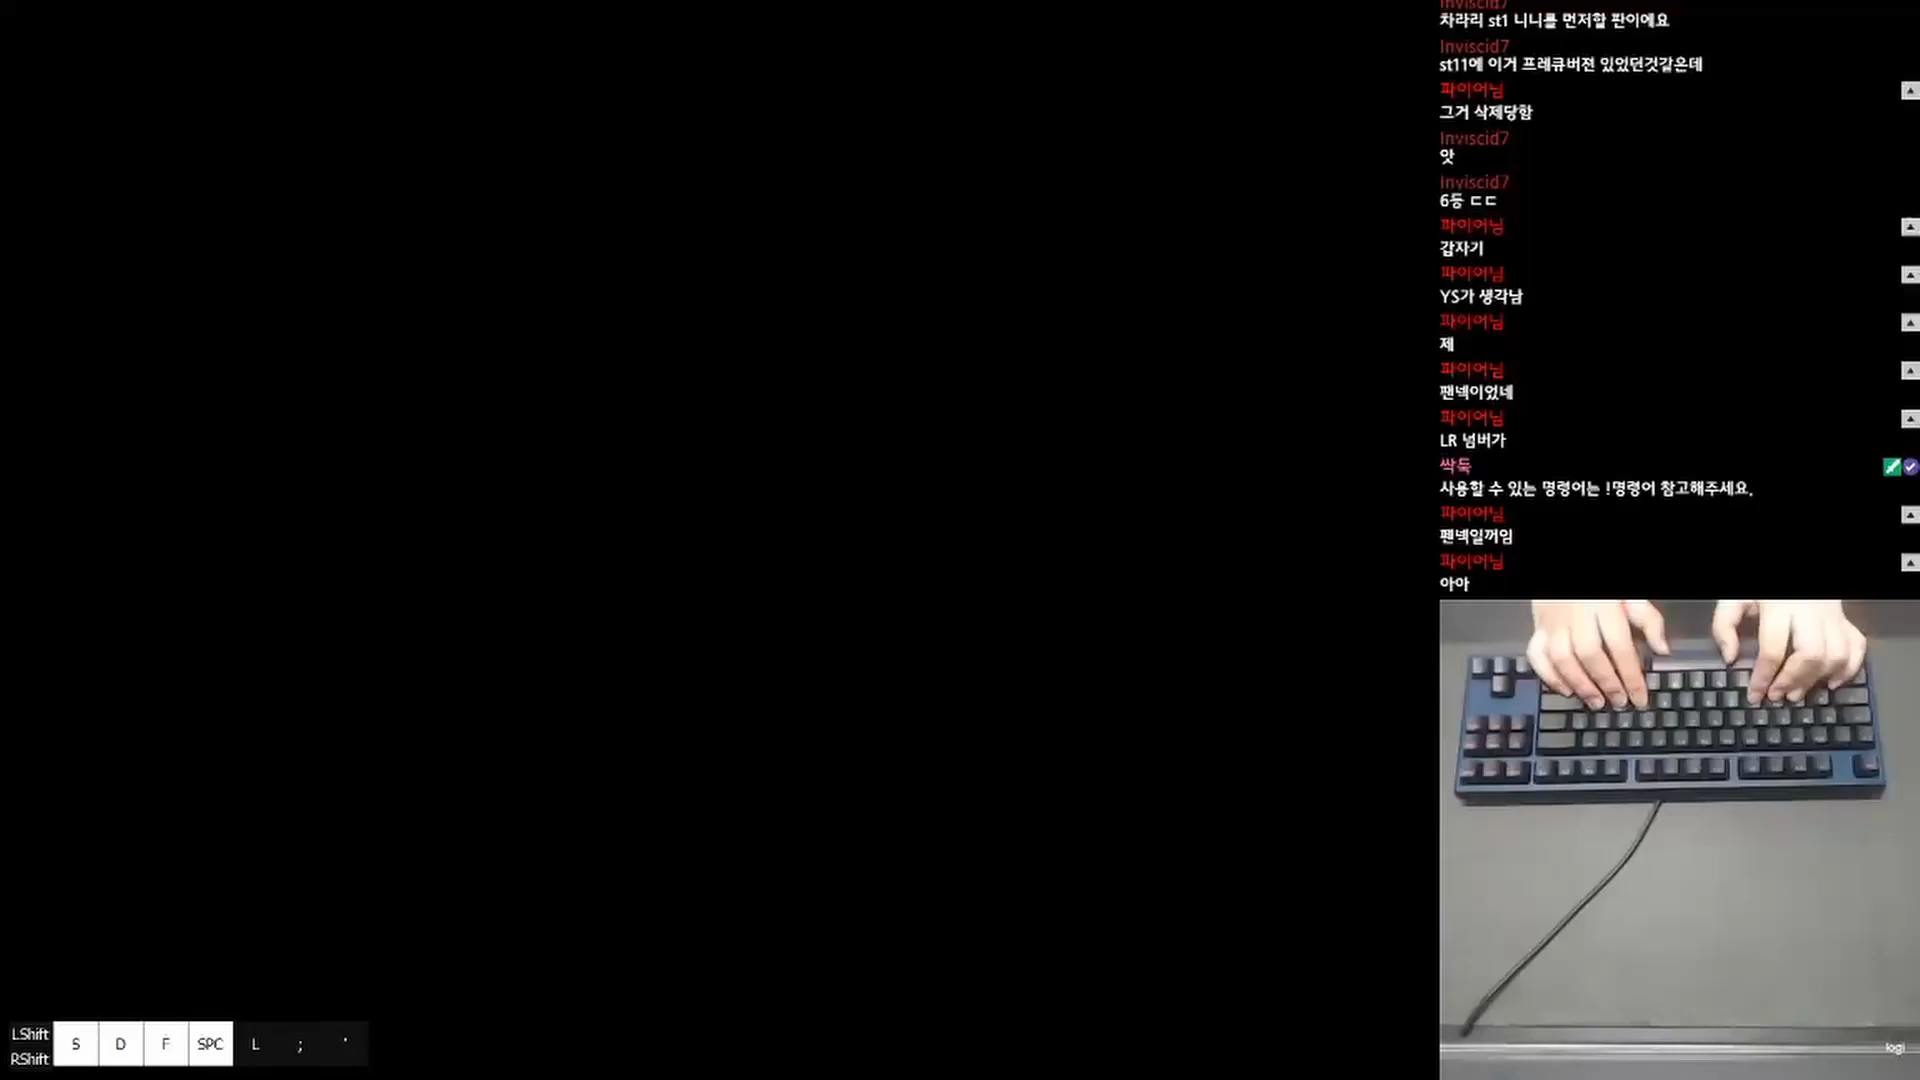 Inviscid7
차라리 st1 니니를 먼저할 판이에요
Inviscid7
st11에 이거 프레큐버젼 있었던것같은데
파이어님
그거 삭제당함
Inviscid7
앗
Inviscid7
6등 ㄷㄷ
파이어님
갑자기
파이어님
YS가 생각남
파이어님
제
파이어님
팬넥이었네
파이어님
LR 넘버가
싹둑
사용할 수 있는 명령어는 !명령어 참고해주세요.
파이어님
펜넥일꺼임
파이어님
아아
LShift
RShift
S D F SPC L ; '
logi